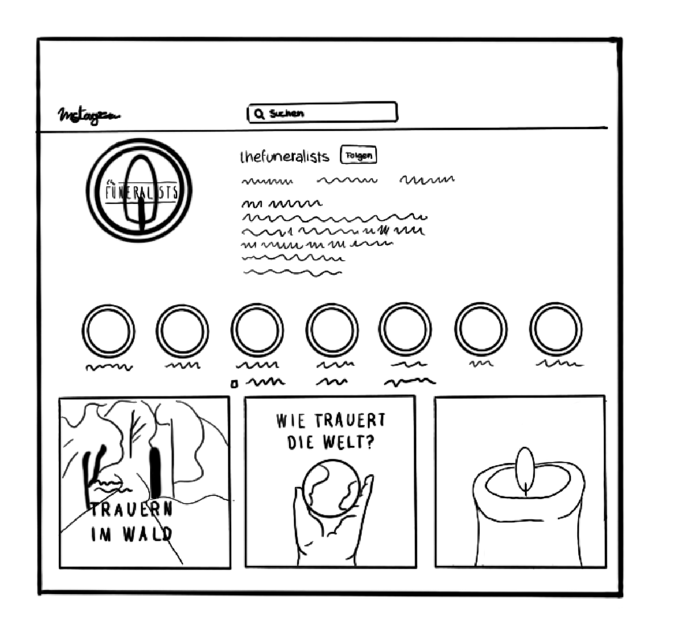 Instagram
Suchen
thefuneralists
Folgen
FUNERALISTS
TRAUERN
IM WALD
WIE TRAUERT
DIE WELT?